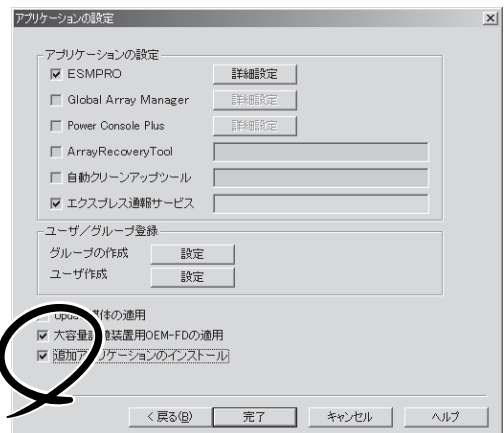 アプリケーションの設定
アプリケーションの設定
ESMPRO 詳細設定
Global Array Manager 詳細設定
Power Console Plus 詳細設定
ArrayRecoveryTool
自動クリーンアップツール
エクスプレス通報サービス
ユーザ/グループ登録
グループの作成 設定
ユーザ作成 設定
の適用
大容量記憶装置用OEM-FDの適用
追加アプリケーションのインストール
< 戻る(B) 完了 キャンセル ヘルプ